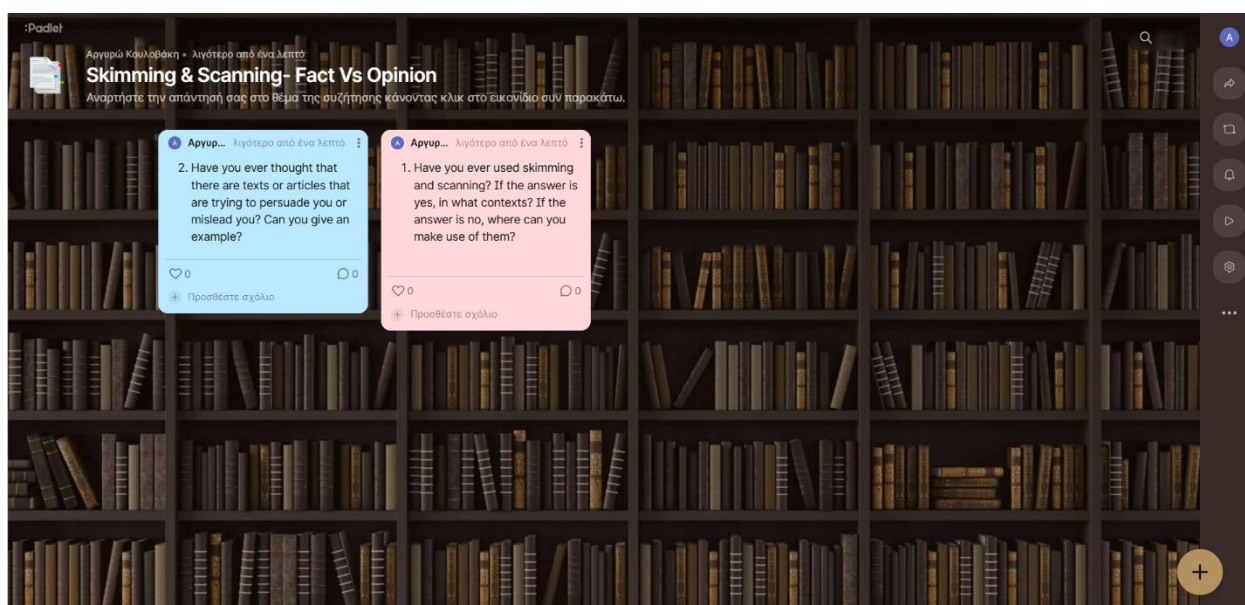 :Padlet
Αργυρώ Κουλοβάκη • λιγότερο από ένα λεπτό
Skimming & Scanning- Fact Vs Opinion
Αναρτήστε την απάντησή σας στο θέμα της συζήτησης κάνοντας κλικ στο εικονίδιο συν παρακάτω.
A
A Αργυρ... λιγότερο από ένα λεπτό
2. Have you ever thought that
there are texts or articles that
are trying to persuade you or
mislead you? Can you give an
example?
0 0
+ Προσθέστε σχόλιο
A Αργυρ... λιγότερο από ένα λεπτό
1. Have you ever used skimming
and scanning? If the answer is
yes, in what contexts? If the
answer is no, where can you
make use of them?
0 0
+ Προσθέστε σχόλιο